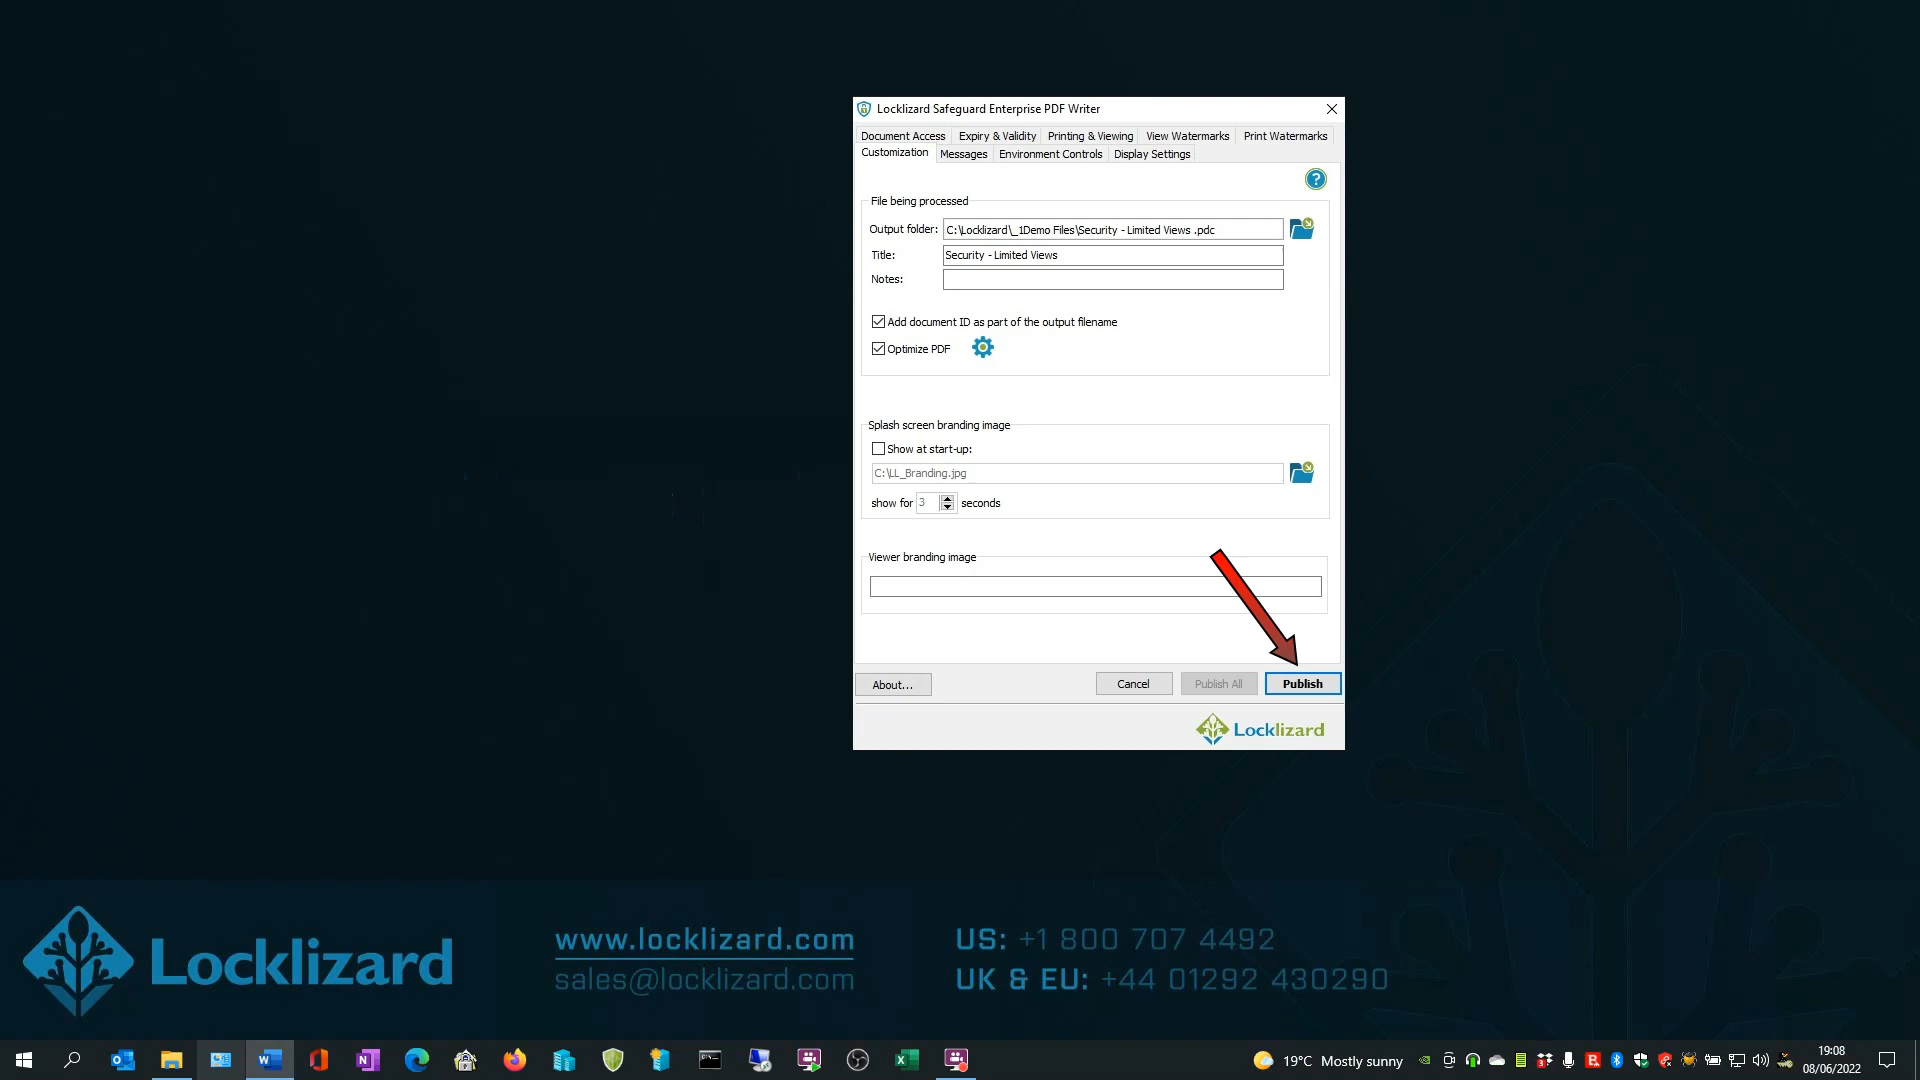 Locklizard Safeguard Enterprise PDF Writer
Document Access Expiry & Validity Printing & Viewing View Watermarks Print Watermarks
Customization Messages Environment Controls Display Settings
?
File being processed
Output folder: C:\Locklizard\_1Demo Files\Security - Limited Views .pdc
Title: Security - Limited Views
Notes:
Add document ID as part of the output filename
Optimize PDF
Splash screen branding image
Show at start-up:
C:\LL_Branding.jpg
show for 3 seconds
Viewer branding image
About... Cancel Publish All Publish
Locklizard
Locklizard
www.locklizard.com
sales@locklizard.com
US: +1 800 707 4492
UK & EU: +44 01292 430290
19°C Mostly sunny
19:08
08/06/2022